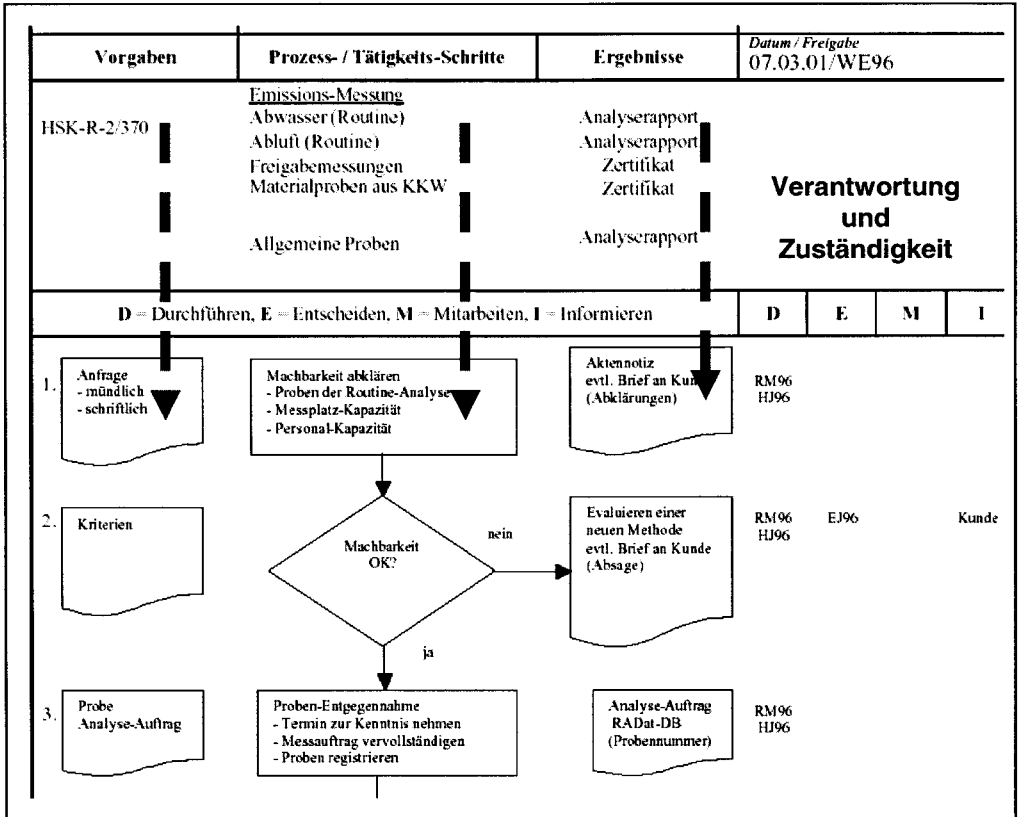 Vorgaben
Prozess- / Tätigkeits-Schritte
Ergebnisse
Datum / Freigabe
07.03.01/WE96
HSK-R-2/370
Emissions-Messung
Abwasser (Routine)
Abluft (Routine)
Freigabemessungen
Materialproben aus KKW
Allgemeine Proben
Analyserapport
Analyserapport
Zertifikat
Zertifikat
Analyserapport
Verantwortung
und
Zuständigkeit
D = Durchführen, E = Entscheiden, M = Mitarbeiten, I = Informieren
D
E
M
I
1.
Anfrage
- mündlich
- schriftlich
Machbarkeit abklären
- Proben der Routine-Analyse
- Messplatz-Kapazität
- Personal-Kapazität
Aktennotiz
evtl. Brief an
(Abklärungen)
RM96
HJ96
2.
Kriterien
Machbarkeit
OK?
nein
ja
Evaluieren einer
neuen Methode
evtl. Brief an Kunde
(Absage)
RM96
HJ96
EJ96
Kunde
3.
Probe
Analyse-Auftrag
Proben-Entgegennahme
- Termin zur Kenntnis nehmen
- Messauftrag vervollständigen
- Proben registrieren
Analyse-Auftrag
RADat-DB
(Probennummer)
RM96
HJ96